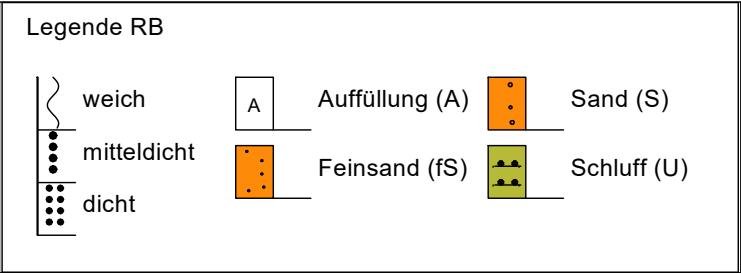 Legende RB
weich
A
Auffüllung (A)
Sand (S)
mitteldicht
Feinsand (fS)
Schluff (U)
dicht